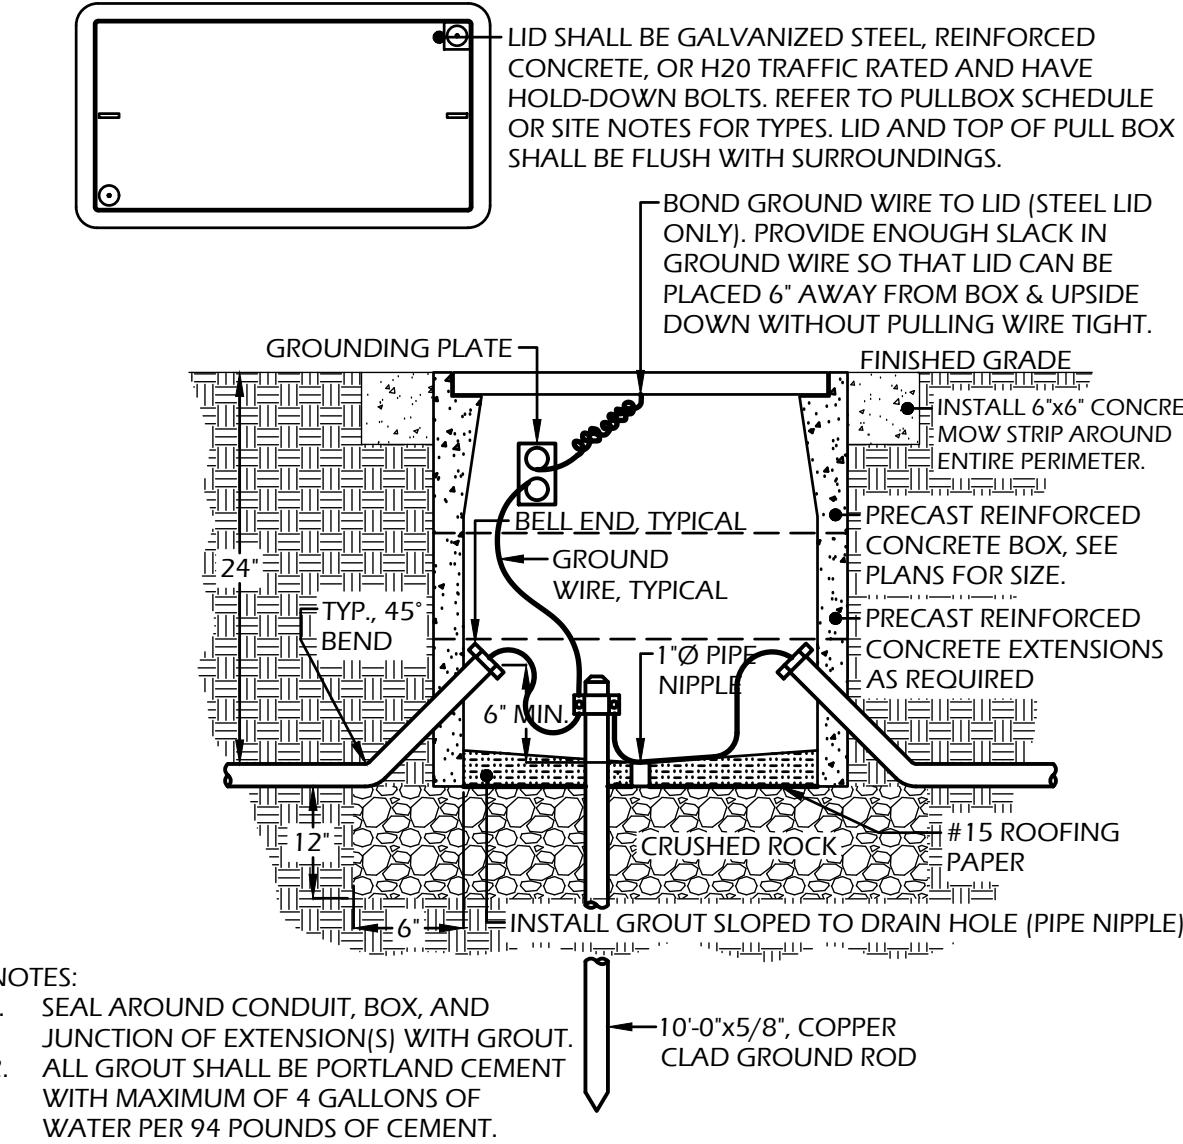 LID SHALL BE GALVANIZED STEEL, REINFORCED
CONCRETE, OR H20 TRAFFIC RATED AND HAVE
HOLD-DOWN BOLTS. REFER TO PULLBOX SCHEDULE
OR SITE NOTES FOR TYPES. LID AND TOP OF PULL BOX
SHALL BE FLUSH WITH SURROUNDINGS.
BOND GROUND WIRE TO LID (STEEL LID
ONLY). PROVIDE ENOUGH SLACK IN
GROUND WIRE SO THAT LID CAN BE
PLACED 6" AWAY FROM BOX & UPSIDE
DOWN WITHOUT PULLING WIRE TIGHT.
GROUNDING PLATE
FINISHED GRADE
INSTALL 6"x6" CONCRE
MOW STRIP AROUND
ENTIRE PERIMETER.
BELL END, TYPICAL
PRECAST REINFORCED
CONCRETE BOX, SEE
PLANS FOR SIZE.
GROUND
WIRE, TYPICAL
24"
TYP., 45°
BEND
PRECAST REINFORCED
CONCRETE EXTENSIONS
AS REQUIRED
1"Ø PIPE
NIPPLE
6" MIN.
12"
CRUSHED ROCK
#15 ROOFING
PAPER
6"
INSTALL GROUT SLOPED TO DRAIN HOLE (PIPE NIPPLE)
NOTES:
. SEAL AROUND CONDUIT, BOX, AND
JUNCTION OF EXTENSION(S) WITH GROUT.
2. ALL GROUT SHALL BE PORTLAND CEMENT
WITH MAXIMUM OF 4 GALLONS OF
WATER PER 94 POUNDS OF CEMENT.
10'-0"x5/8", COPPER
CLAD GROUND ROD